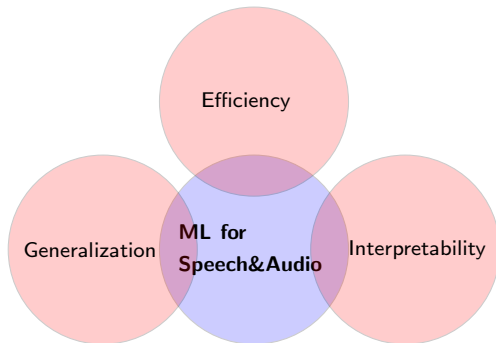 Efficiency
Generalization
ML for
Speech&Audio
Interpretability